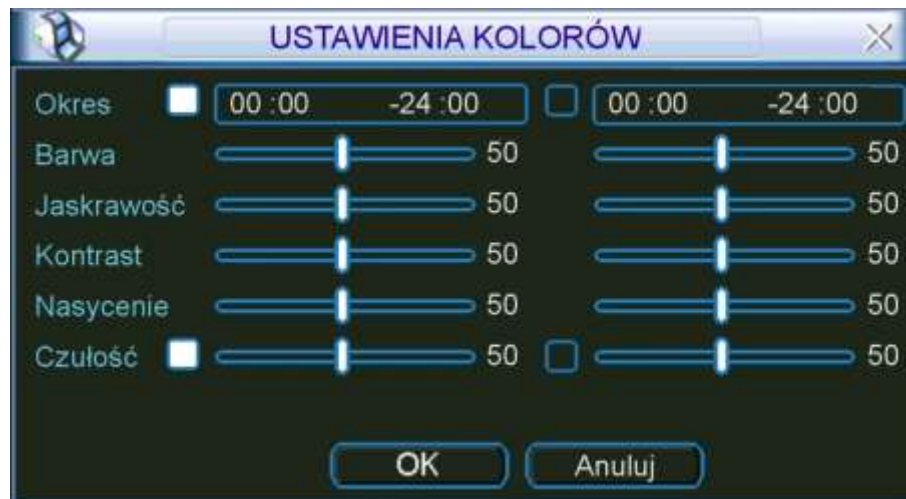 USTAWIENIA KOLORÓW
Okres 00 :00 -24 :00 00 :00 -24 :00
Barwa 50 50
Jaskrawość 50 50
Kontrast 50 50
Nasycenie 50 50
Czułość 50 50
OK Anuluj